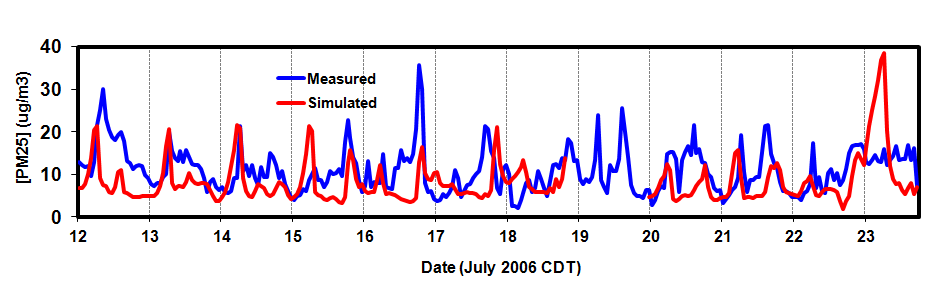 40
30
20
10
0
[PM25] (ug/m3)
Measured
Simulated
12 13 14 15 16 17 18 19 20 21 22 23
Date (July 2006 CDT)